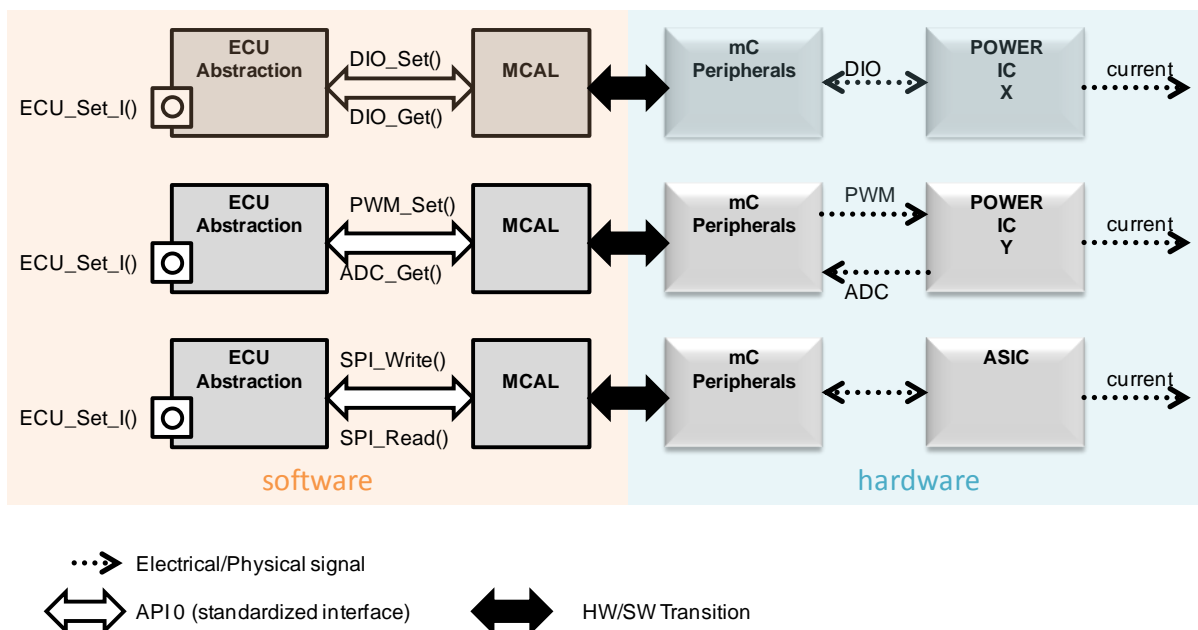 ECU
Abstraction
DIO_Set()
MCAL
mC
Peripherals
DIO
POWER
IC
X
current
ECU_Set_I()
DIO_Get()
ECU
Abstraction
PWM_Set()
MCAL
mC
Peripherals
PWM
POWER
IC
Y
current
ECU_Set_I()
ADC_Get()
ADC
ECU
Abstraction
SPI_Write()
MCAL
mC
Peripherals
ASIC
current
ECU_Set_I()
SPI_Read()
software
hardware
Electrical/Physical signal
API 0 (standardized interface)
HW/SW Transition